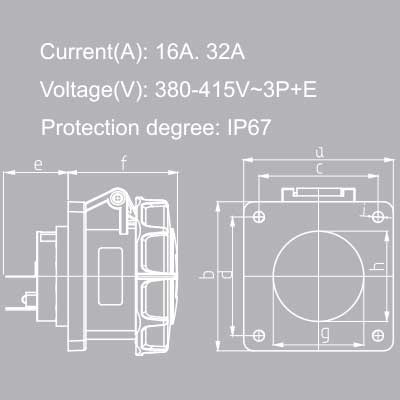 Current(A): 16A. 32A
Voltage(V): 380-415V~3P+E
Protection degree: IP67
e
f
a
c
i
b
d
h
g